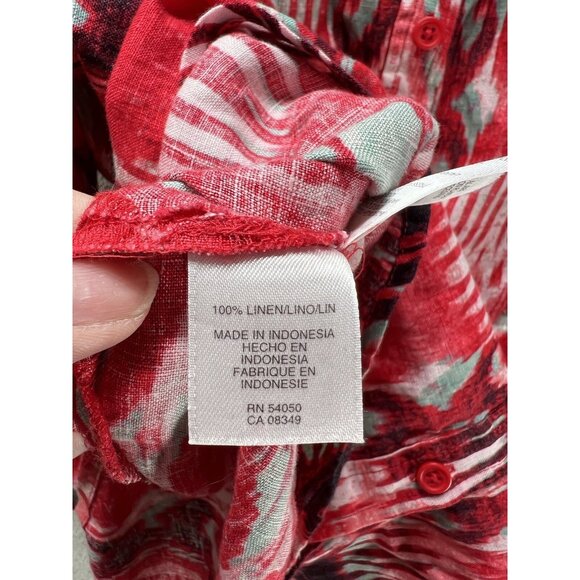 100% LINEN/LINO/LIN
MADE IN INDONESIA
HECHO EN
INDONESIA
FABRIQUE EN
INDONESIE
RN 54050
CA 08349